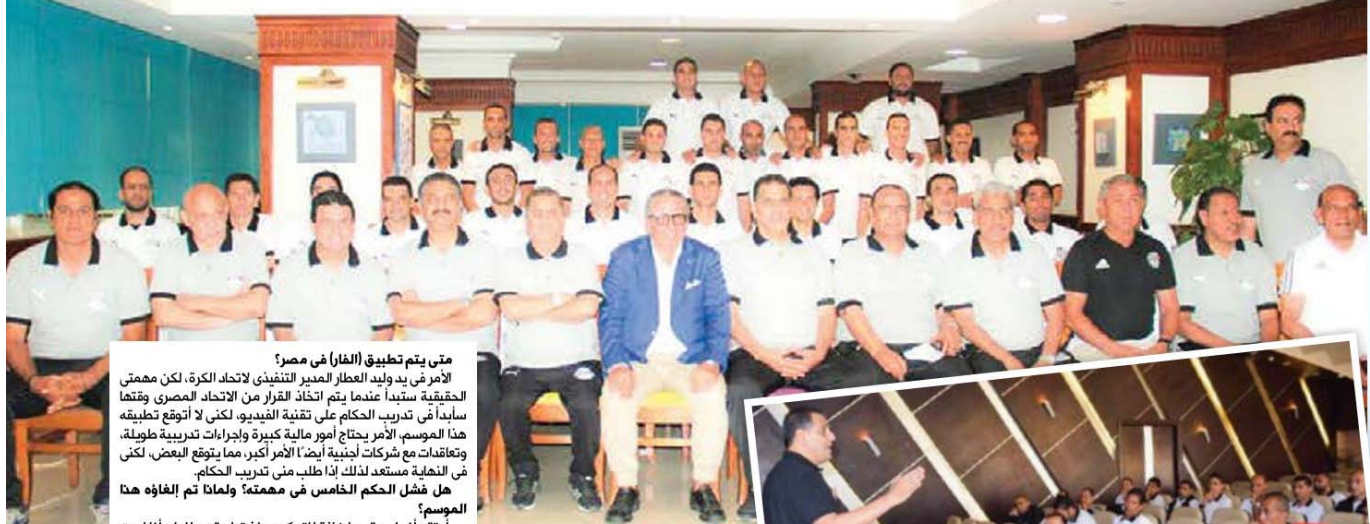 متى يتم تطبيق (الفار) فى مصر؟
الأمر فى يد وليد العطار المدير التنفيذى لاتحاد الكرة، لكن مهمتى
الحقيقية ستبدأ عندما يتم اتخاذ القرار من الاتحاد المصرى وقتها
سأبدأ فى تدريب الحكام على تقنية الفيديو، لكنى لا أتوقع تطبيقه
هذا الموسم، الأمر يحتاج أمور مالية كبيرة وإجراءات تدريبية طويلة،
وتعاقدات مع شركات أجنبية أيضًا الأمر أكبر، مما يتوقع البعض، لكنى
فى النهاية مستعد لذلك إذا طلب منى تدريب الحكام.
هل فشل الحكم الخامس فى مهمته؟ ولماذا تم إلغاؤه هذا
الموسم؟